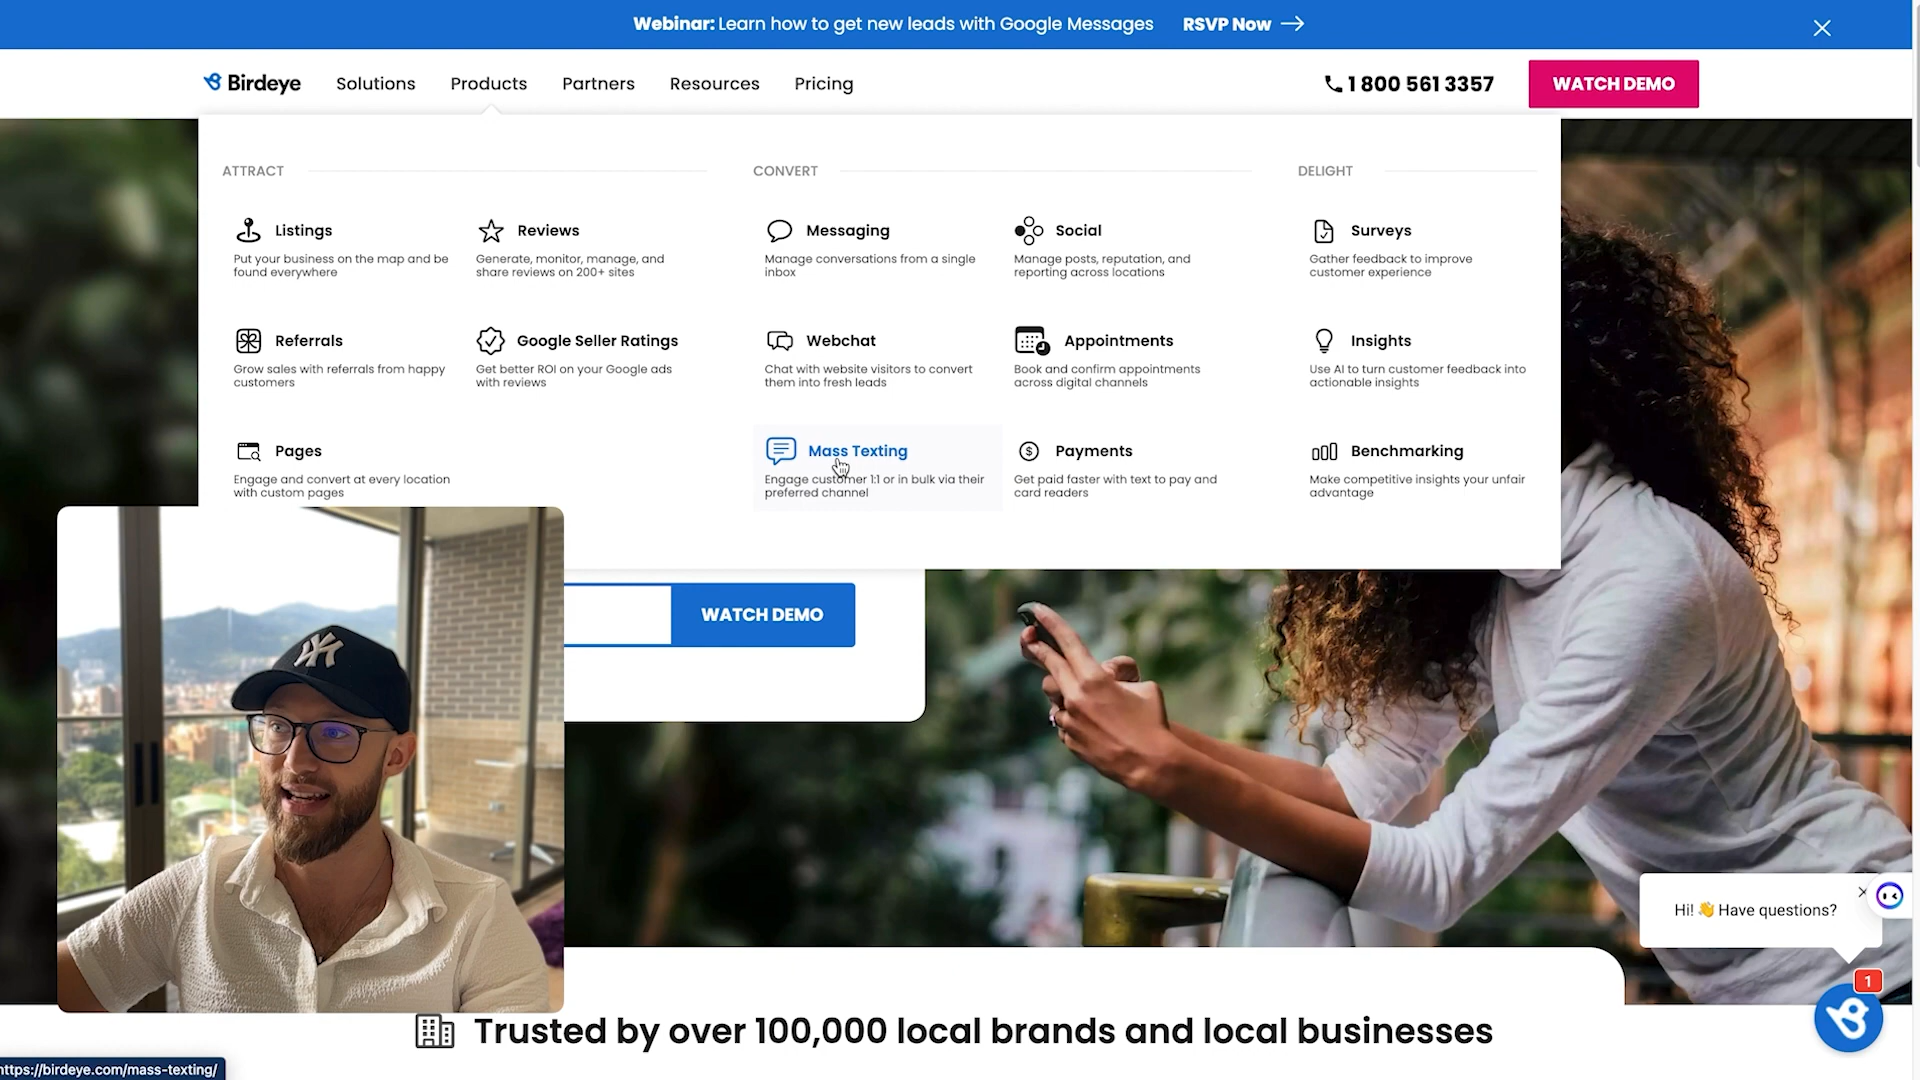 Webinar: Learn how to get new leads with Google Messages RSVP Now
Birdeye Solutions Products Partners Resources Pricing 1 800 561 3357 WATCH DEMO
ATTRACT CONVERT DELIGHT
Listings
Put your business on the map and be
found everywhere
Reviews
Generate, monitor, manage, and
share reviews on 200+ sites
Messaging
Manage conversations from a single
inbox
Social
Manage posts, reputation, and
reporting across locations
Surveys
Gather feedback to improve
customer experience
Referrals
Grow sales with referrals from happy
customers
Google Seller Ratings
Get better ROI on your Google ads
with reviews
Webchat
Chat with website visitors to convert
them into fresh leads
Appointments
Book and confirm appointments
across digital channels
Insights
Use AI to turn customer feedback into
actionable insights
Pages
Engage and convert at every location
with custom pages
Mass Texting
Engage customer 1:1 or in bulk via their
preferred channel
Payments
Get paid faster with text to pay and
card readers
Benchmarking
Make competitive insights your unfair
advantage
WATCH DEMO
Hi! 👋 Have questions?
1
Trusted by over 100,000 local brands and local businesses
https://birdeye.com/mass-texting/